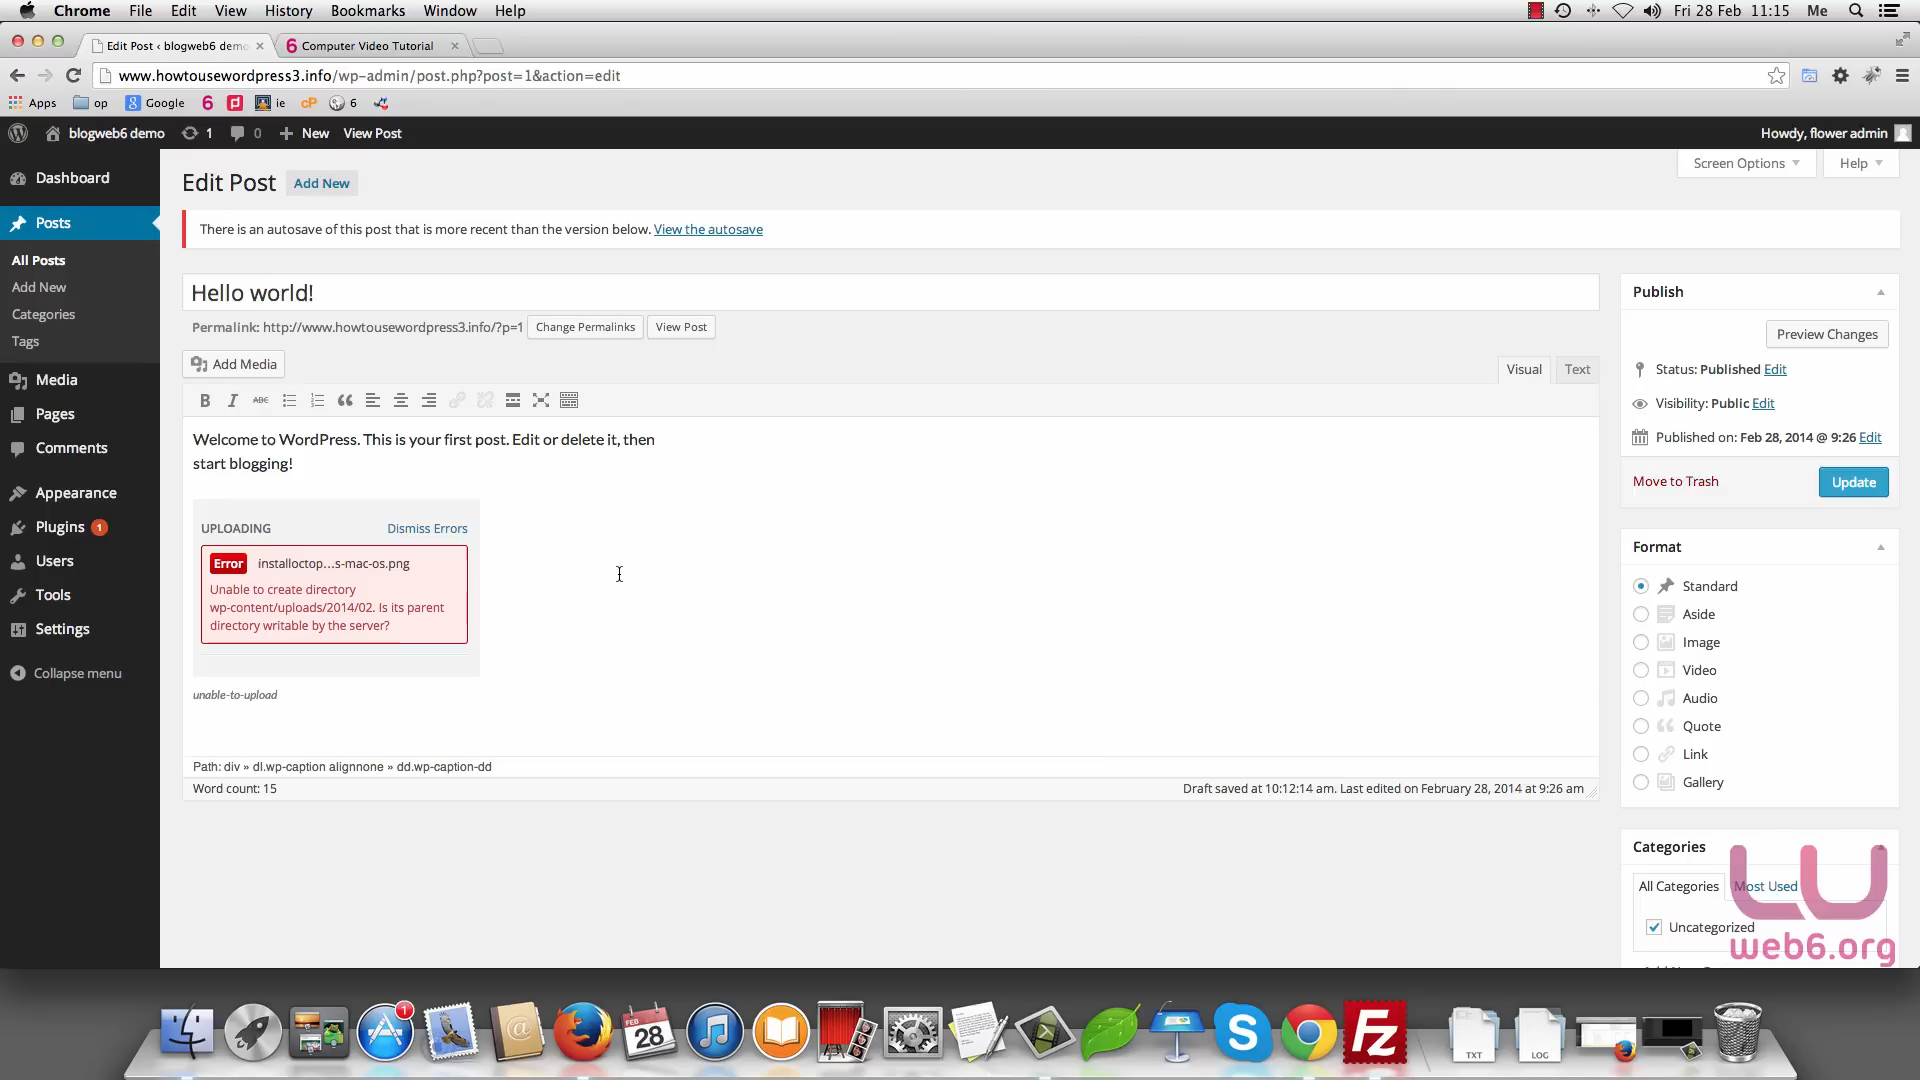 Chrome File Edit View History Bookmarks Window Help
Fri 28 Feb 11:15 Me
Edit Post ‹ blogweb6 demo
6 Computer Video Tutorial
www.howtousewordpress3.info/wp-admin/post.php?post=1&action=edit
Apps op Google 6 ie cP 6
blogweb6 demo 1 0 New View Post
Howdy, flower admin
Screen Options Help
Dashboard
Posts
All Posts
Add New
Categories
Tags
Media
Pages
Comments
Appearance
Plugins 1
Users
Tools
Settings
Collapse menu
Edit Post Add New
There is an autosave of this post that is more recent than the version below. View the autosave
Hello world!
Permalink: http://www.howtousewordpress3.info/?p=1 Change Permalinks View Post
Add Media
Visual Text
B I ABC
Welcome to WordPress. This is your first post. Edit or delete it, then
start blogging!
UPLOADING Dismiss Errors
Error installoctop...s-mac-os.png
Unable to create directory
wp-content/uploads/2014/02. Is its parent
directory writable by the server?
unable-to-upload
Path: div » dl.wp-caption alignnone » dd.wp-caption-dd
Word count: 15
Draft saved at 10:12:14 am. Last edited on February 28, 2014 at 9:26 am
Publish
Preview Changes
Status: Published Edit
Visibility: Public Edit
Published on: Feb 28, 2014 @ 9:26 Edit
Move to Trash Update
Format
Standard
Aside
Image
Video
Audio
Quote
Link
Gallery
Categories
All Categories Most Used
Uncategorized
web6.org
1
FEB
28
TXT
LOG